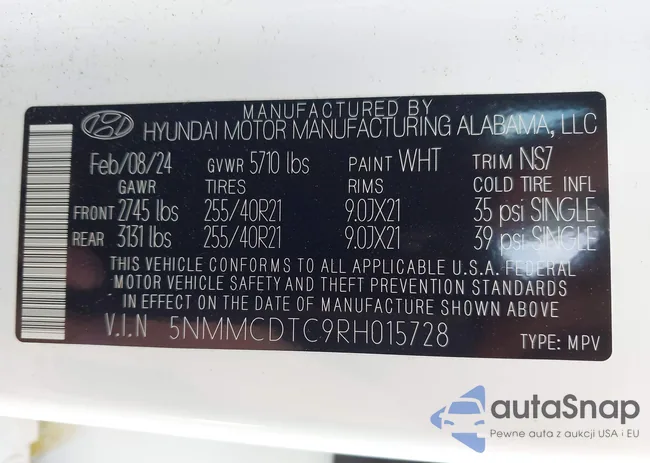 MANUFACTURED BY
HYUNDAI MOTOR MANUFACTURING ALABAMA, LLC
Feb/08/24 GVWR 5710 lbs PAINT WHT TRIM NS7
GAWR TIRES RIMS COLD TIRE INFL
FRONT 2745 lbs 255/40R21 9.0JX21 35 psi SINGLE
REAR 3131 lbs 255/40R21 9.0JX21 39 psi SINGLE
THIS VEHICLE CONFORMS TO ALL APPLICABLE U.S.A. FEDERAL
MOTOR VEHICLE SAFETY AND THEFT PREVENTION STANDARDS
IN EFFECT ON THE DATE OF MANUFACTURE SHOWN ABOVE
V.I.N 5NMMCDTC9RH015728
TYPE: MPV
autaSnap
Pewne auta z aukcji USA i EU